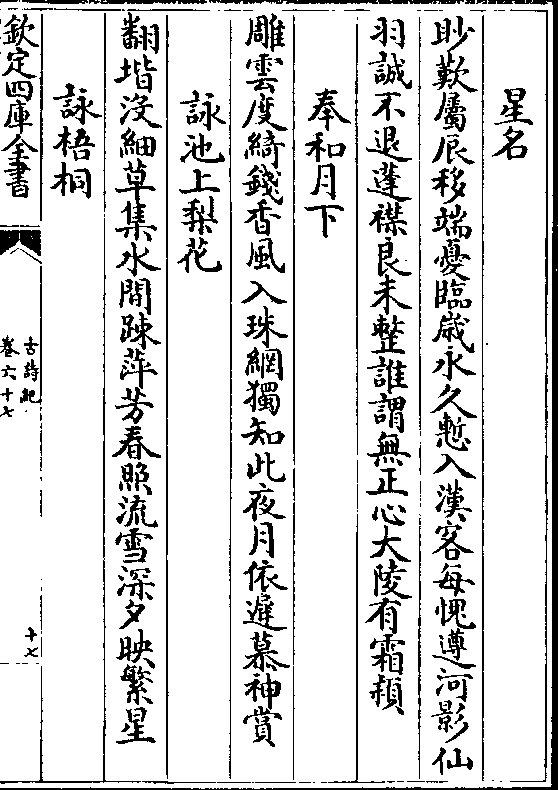 星名
眇歎屬辰移端憂臨歳永久慙入漢客每愧遵河影仙
羽誠不退蓬襟良未整誰謂無正心大陵有霜穎
奉和月下
雕雲度綺錢香風入珠網獨知此夜月依遲慕神賞
詠池上梨花
翻堦没細草集水間踈萍芳春照流雪深夕映繁星
詠梧桐
欽定四庫全書
古詩紀
卷六十七
十七